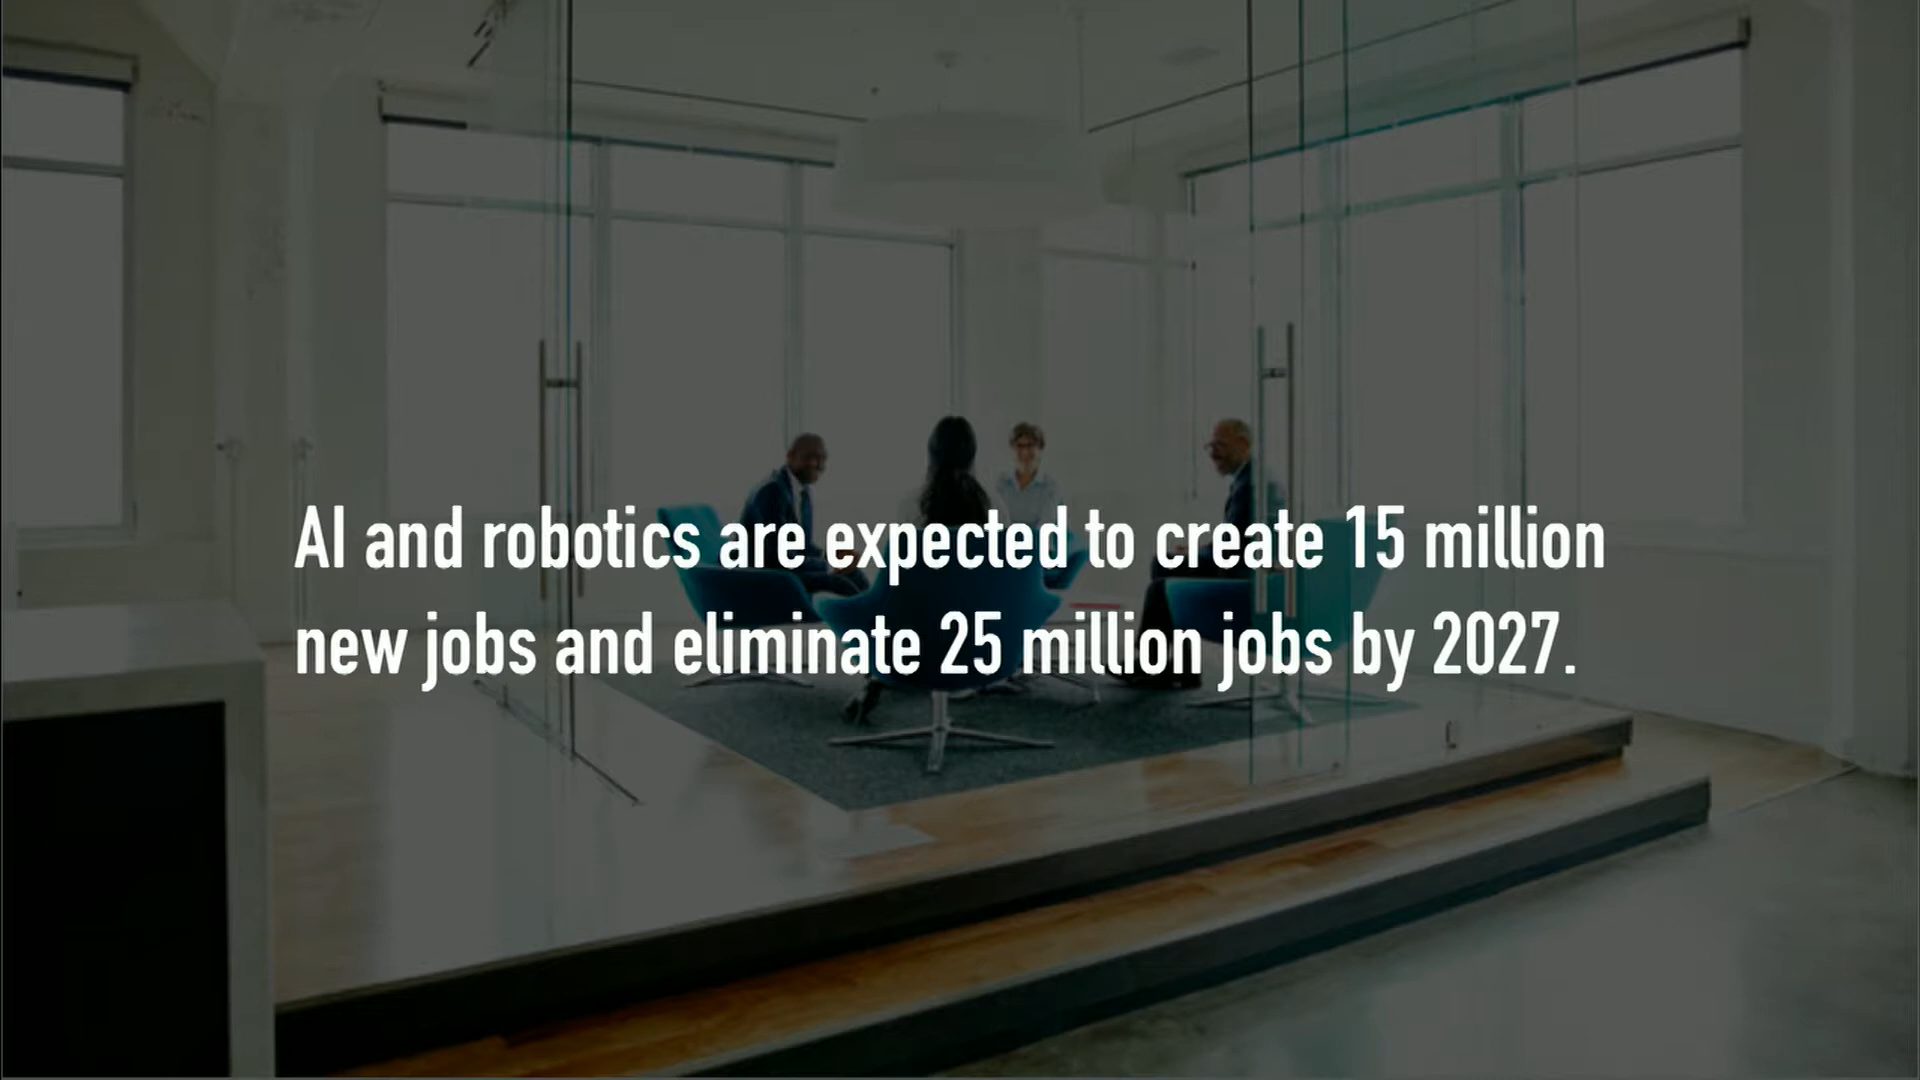 AI and robotics are expected to create 15 million
new jobs and eliminate 25 million jobs by 2027.